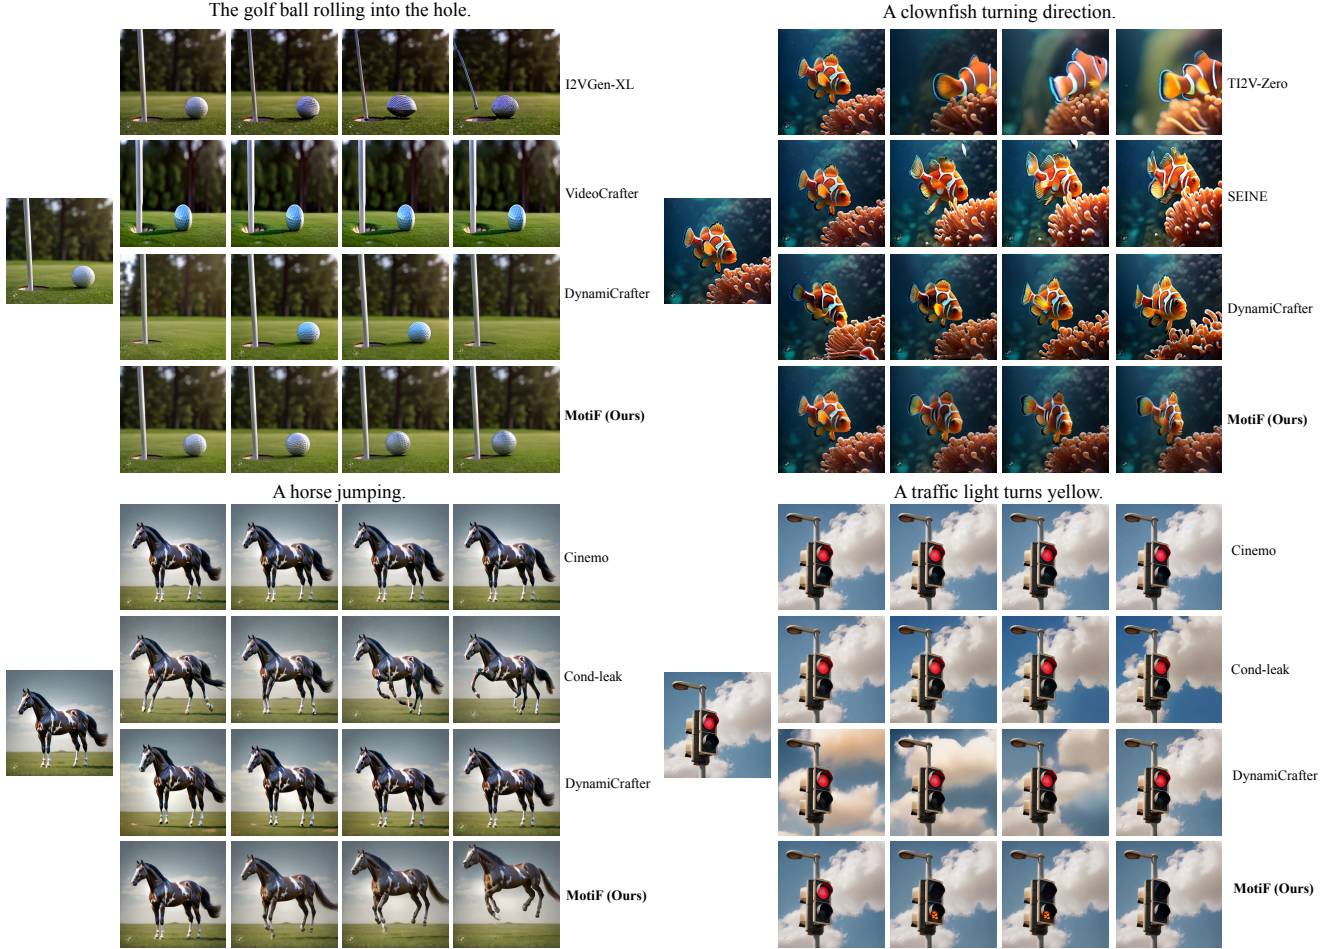 The golf ball rolling into the hole.
I2VGen-XL
VideoCrafter
DynamiCrafter
MotiF (Ours)
A clownfish turning direction.
TI2V-Zero
SEINE
DynamiCrafter
MotiF (Ours)
A horse jumping.
Cinemo
Cond-leak
DynamiCrafter
MotiF (Ours)
A traffic light turns yellow.
Cinemo
Cond-leak
DynamiCrafter
MotiF (Ours)